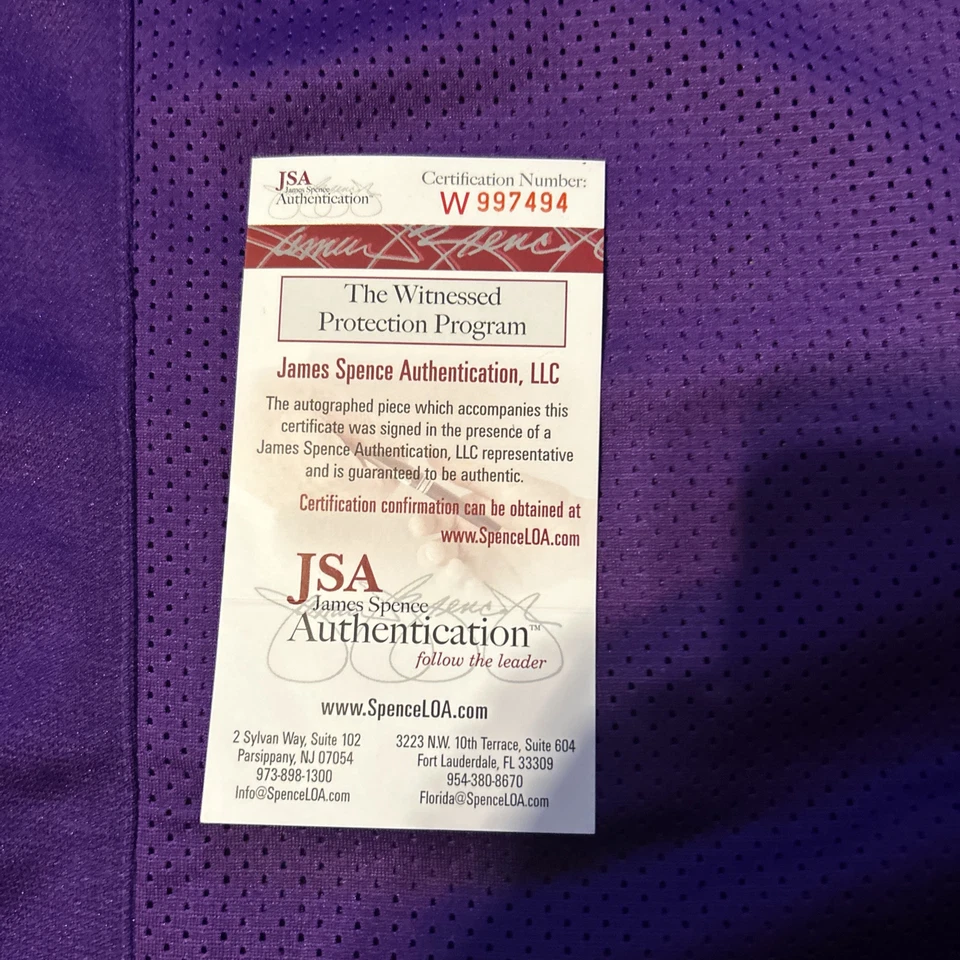 JSA
James Spence
Authentication
Certification Number:
W 997494
The Witnessed
Protection Program
James Spence Authentication, LLC
The autographed piece which accompanies this
certificate was signed in the presence of a
James Spence Authentication, LLC representative
and is guaranteed to be authentic.
Certification confirmation can be obtained at
www.SpenceLOA.com
JSA
James Spence
Authentication™
follow the leader
www.SpenceLOA.com
2 Sylvan Way, Suite 102
Parsippany, NJ 07054
973-898-1300
Info@SpenceLOA.com
3223 N.W. 10th Terrace, Suite 604
Fort Lauderdale, FL 33309
954-380-8670
Florida@SpenceLOA.com